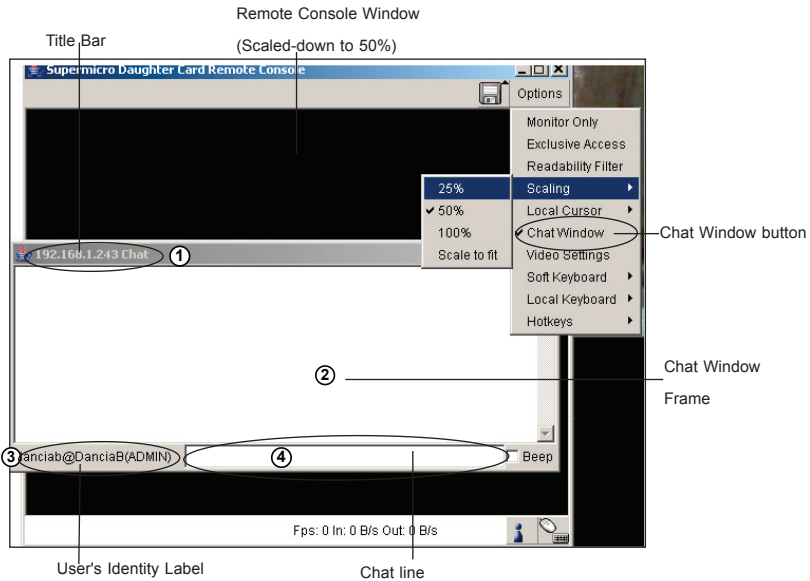 Remote Console Window
Title Bar
(Scaled-down to 50%)
Supermicro Daughter Card Remote Console
Options
Monitor Only
Exclusive Access
Readability Filter
Scaling
25%
50%
100%
Scale to fit
Local Cursor
Chat Window
Chat Window button
Video Settings
Soft Keyboard
Local Keyboard
Hotkeys
192.168.1.243 Chat
1
2
Chat Window
Frame
3
anciab@DanciaB(ADMIN)
4
Beep
Fps: 0 In: 0 B/s Out: 0 B/s
User's Identity Label
Chat line